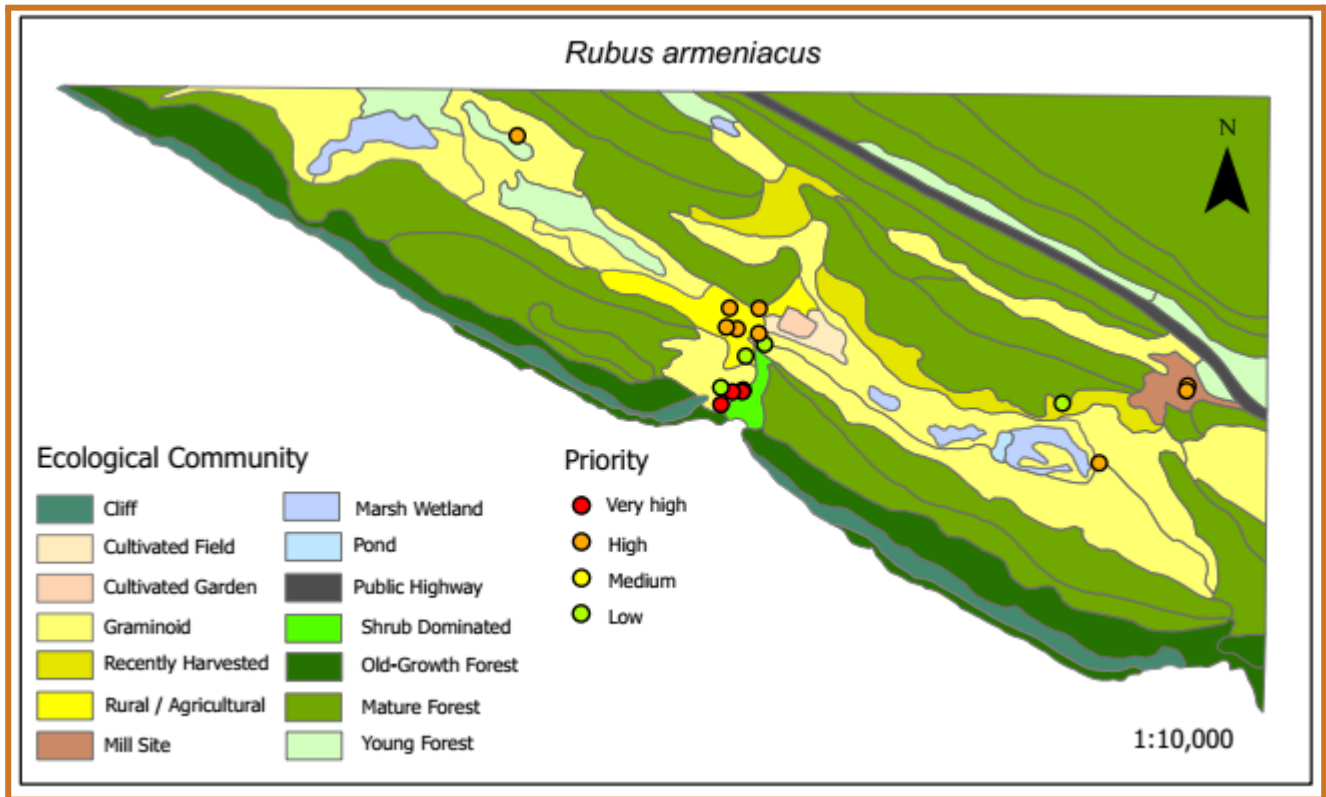 Rubus armeniacus
N
Ecological Community
Cliff
Cultivated Field
Cultivated Garden
Graminoid
Recently Harvested
Rural / Agricultural
Mill Site
Marsh Wetland
Pond
Public Highway
Shrub Dominated
Old-Growth Forest
Mature Forest
Young Forest
Priority
Very high
High
Medium
Low
1:10,000